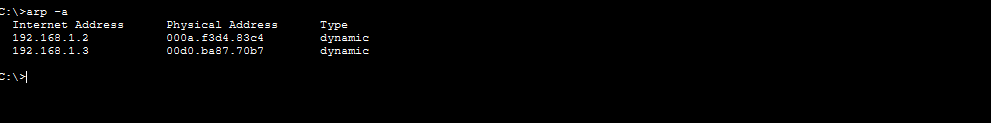 C:\>arp -a
Internet Address Physical Address Type
192.168.1.2 000a.f3d4.83c4 dynamic
192.168.1.3 00d0.ba87.70b7 dynamic
C:\>